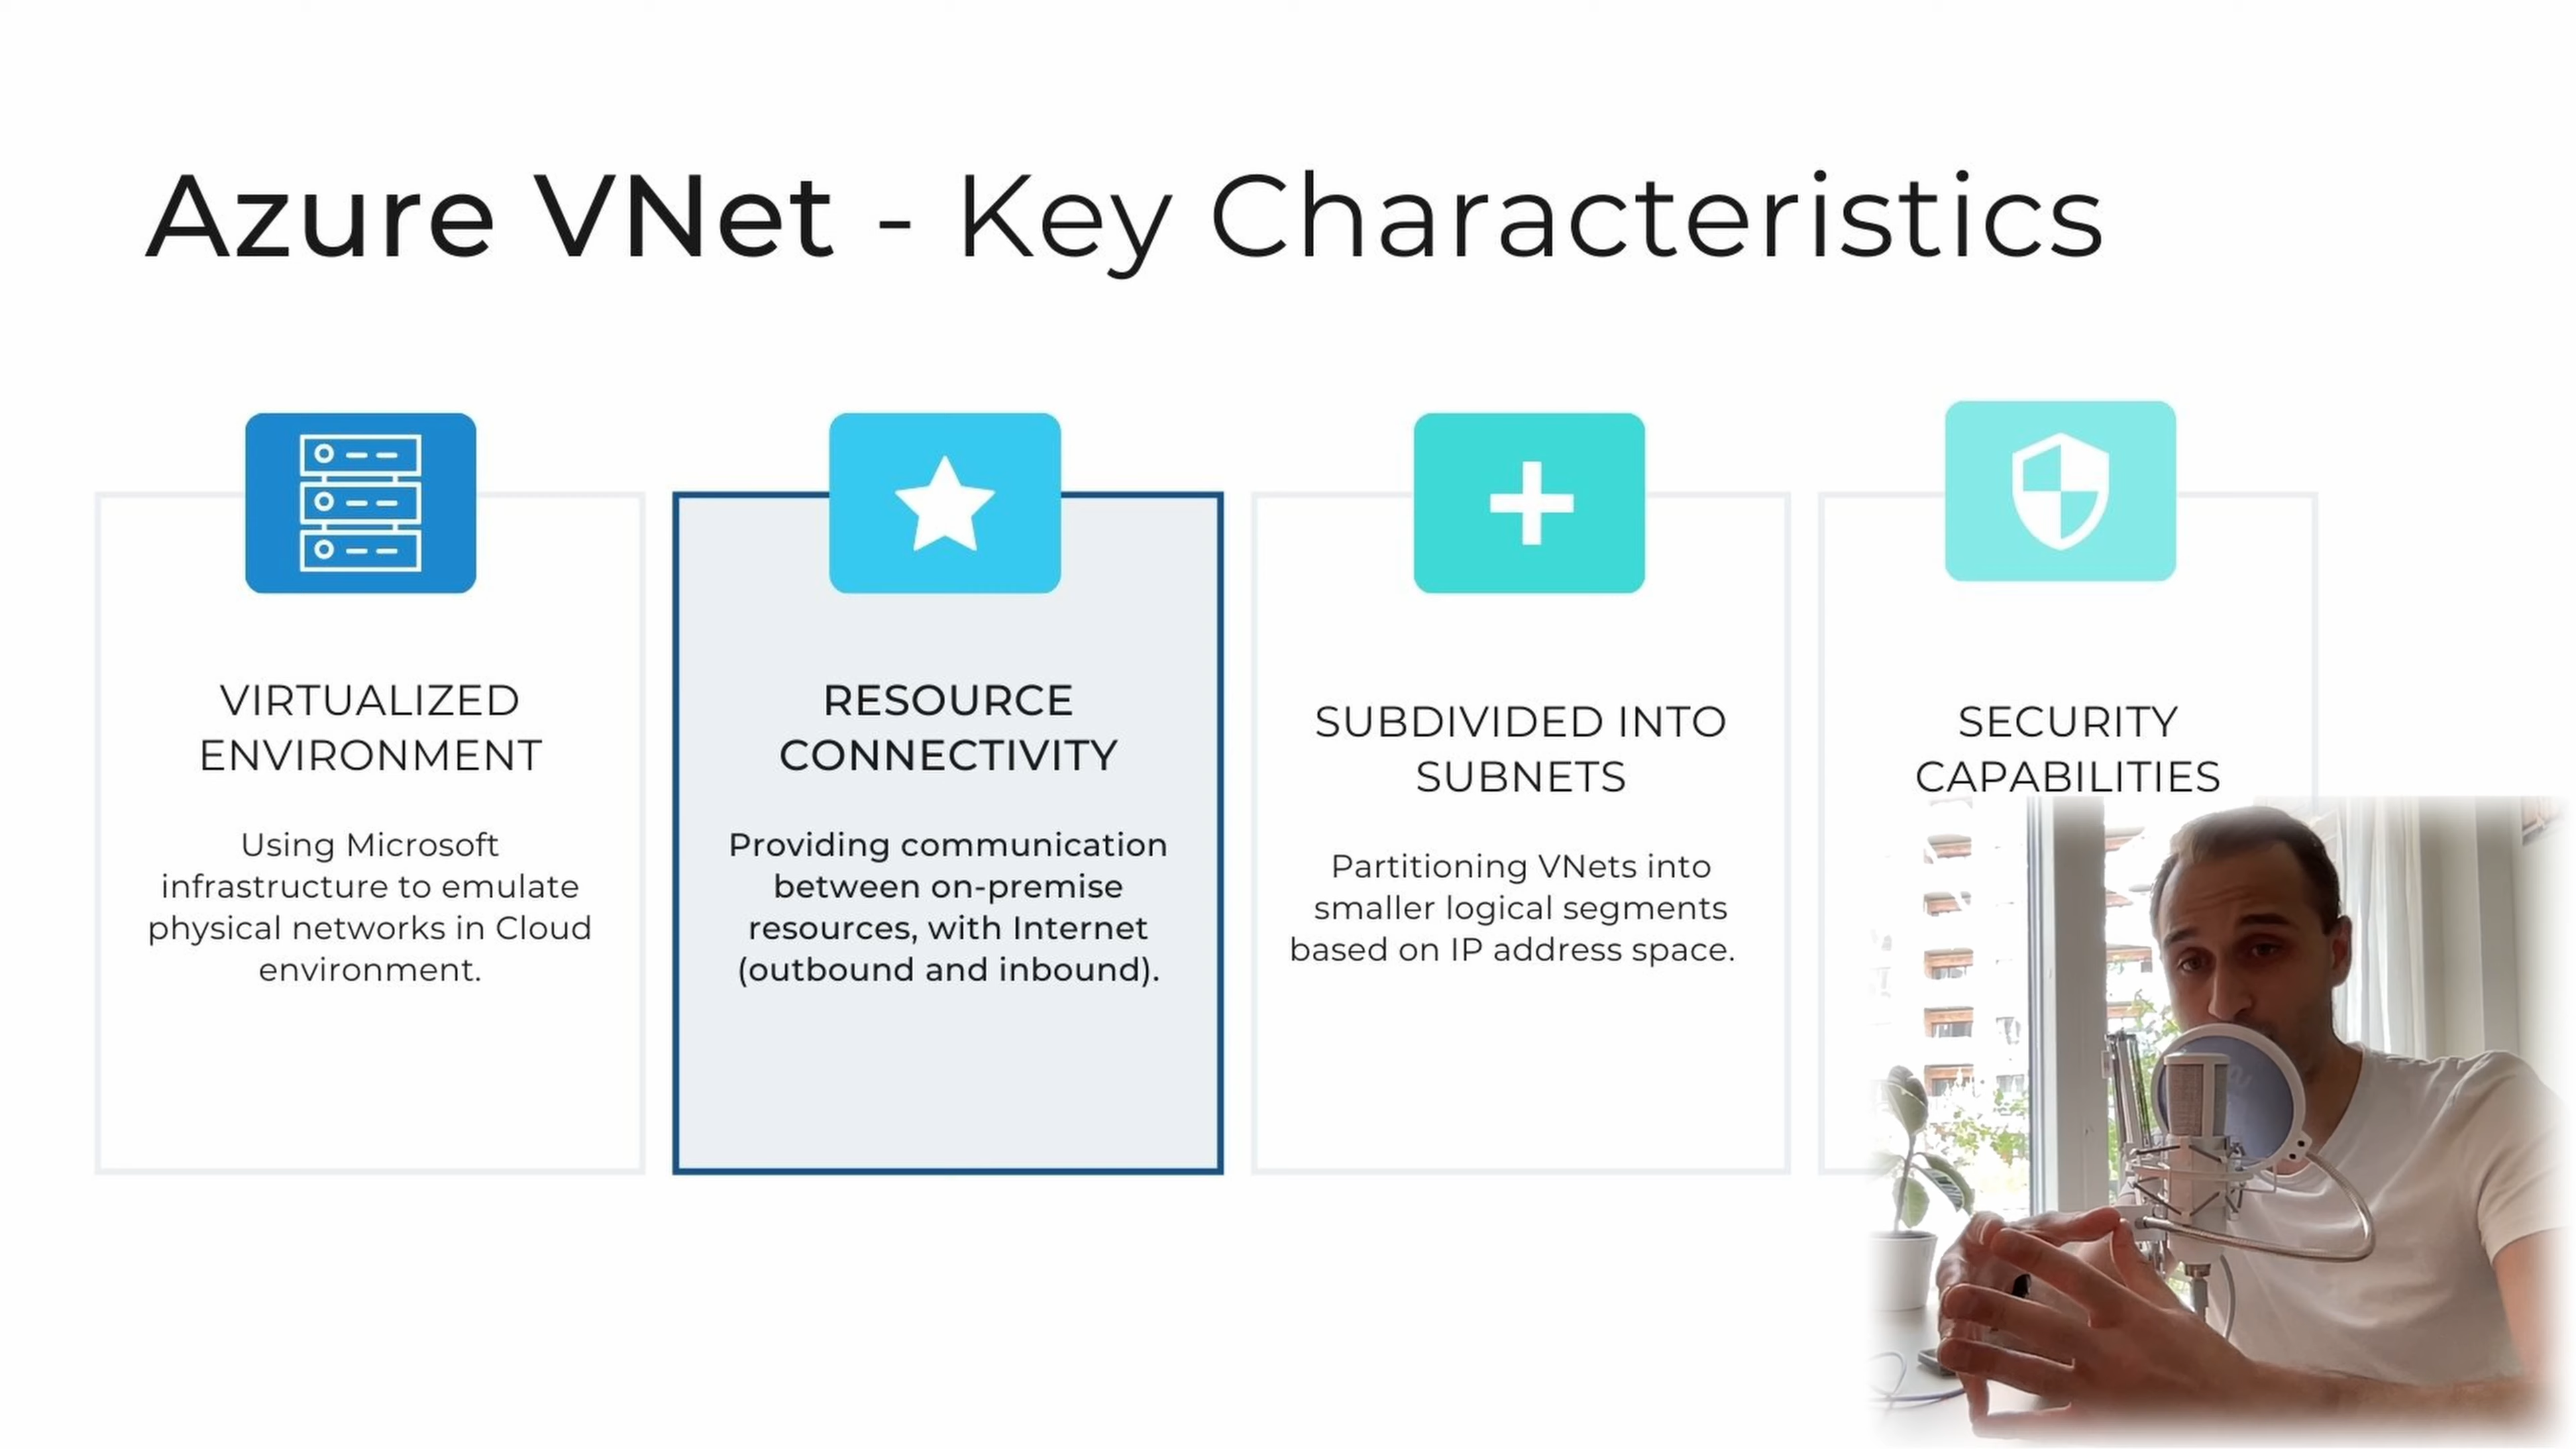 Azure VNet - Key Characteristics
VIRTUALIZED
ENVIRONMENT
Using Microsoft
infrastructure to emulate
physical networks in Cloud
environment.
RESOURCE
CONNECTIVITY
Providing communication
between on-premise
resources, with Internet
(outbound and inbound).
SUBDIVIDED INTO
SUBNETS
Partitioning VNets into
smaller logical segments
based on IP address space.
SECURITY
CAPABILITIES